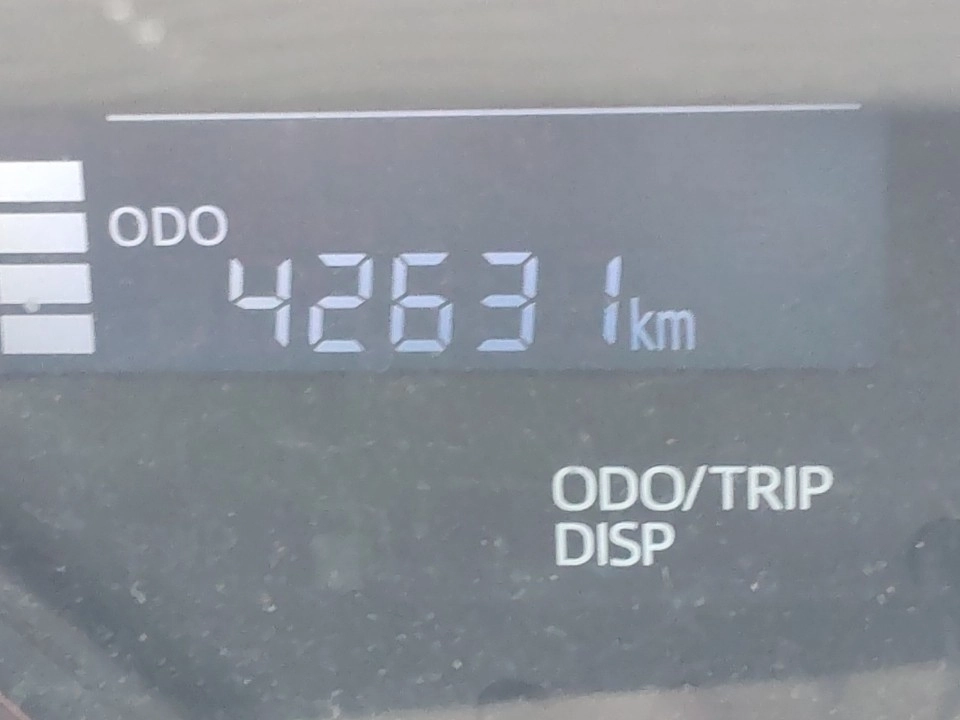 ODO
42631km
ODO/TRIP
DISP